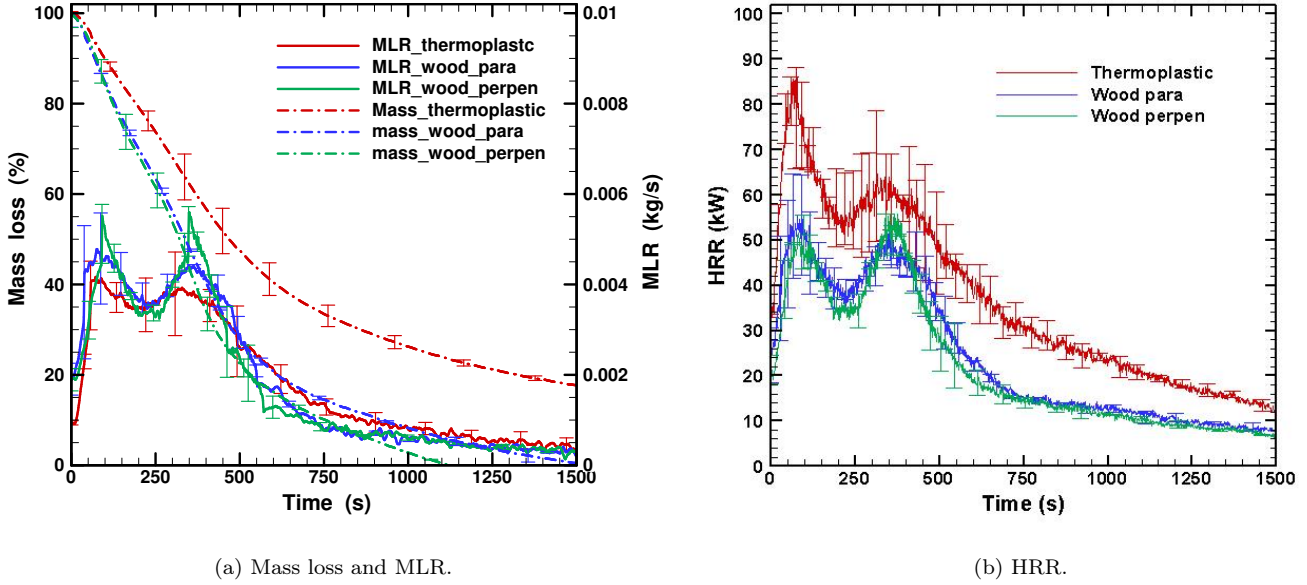 100
80
60
40
20
0
Mass loss (%)
0.01
0.008
0.006
0.004
0.002
0.00
MLR (kg/s)
MLR_thermoplastc
MLR_wood_para
MLR_wood_perpen
Mass_thermoplastic
mass_wood_para
mass_wood_perpen
0 250 500 750 1000 1250 1500
Time (s)
(a) Mass loss and MLR.
100
90
80
70
60
50
40
30
20
10
0
HRR (kW)
Thermoplastic
Wood para
Wood perpen
0 250 500 750 1000 1250 1500
Time (s)
(b) HRR.